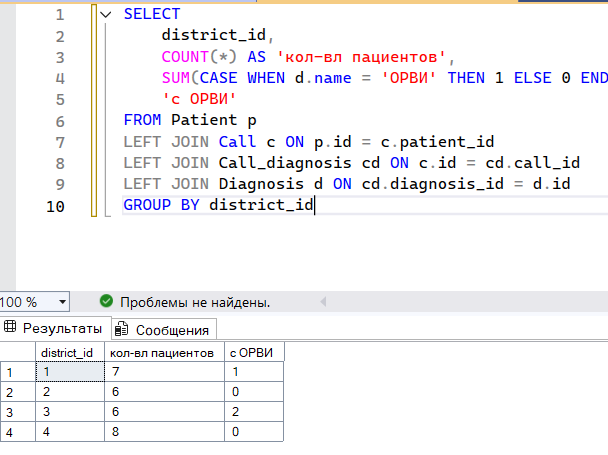 1 SELECT
2 district_id,
3 COUNT(*) AS 'кол-вл пациентов',
4 SUM(CASE WHEN d.name = 'ОРВИ' THEN 1 ELSE 0 END
5 'с ОРВИ'
6 FROM Patient p
7 LEFT JOIN Call c ON p.id = c.patient_id
8 LEFT JOIN Call_diagnosis cd ON c.id = cd.call_id
9 LEFT JOIN Diagnosis d ON cd.diagnosis_id = d.id
10 GROUP BY district_id
100 % Проблемы не найдены.
Результаты Сообщения
district_id кол-вл пациентов с ОРВИ
1 1 7 1
2 2 6 0
3 3 6 2
4 4 8 0